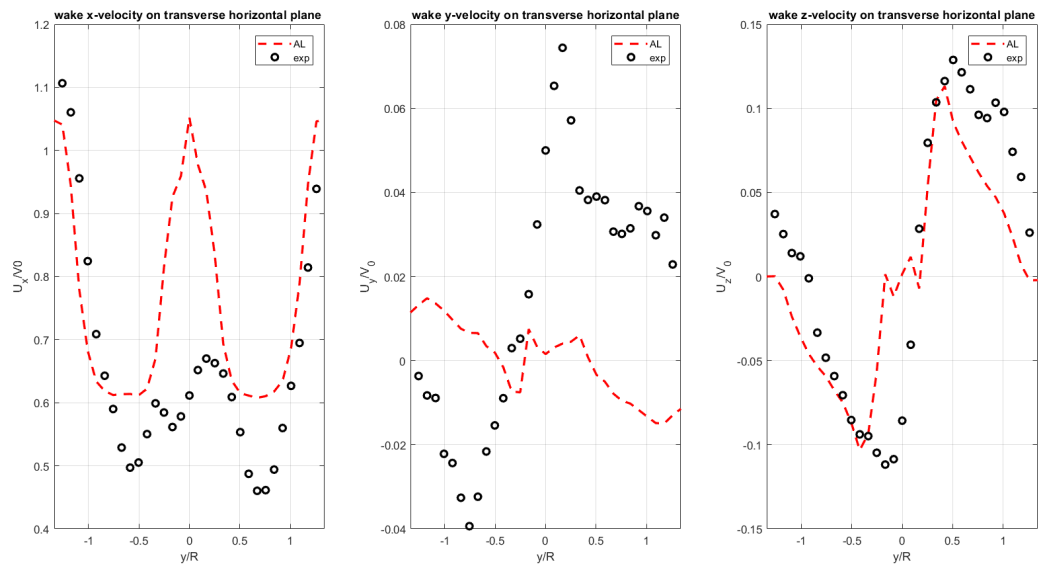 wake x-velocity on transverse horizontal plane
AL
exp
1.2
1.1
1
0.9
0.8
0.7
0.6
0.5
0.4
U_x/V0
-1
-0.5
0
0.5
1
y/R
wake y-velocity on transverse horizontal plane
AL
exp
0.08
0.06
0.04
0.02
0
-0.02
-0.04
U_y/V_0
-1
-0.5
0
0.5
1
y/R
wake z-velocity on transverse horizontal plane
AL
exp
0.15
0.1
0.05
0
-0.05
-0.1
-0.15
U_z/V_0
-1
-0.5
0
0.5
1
y/R